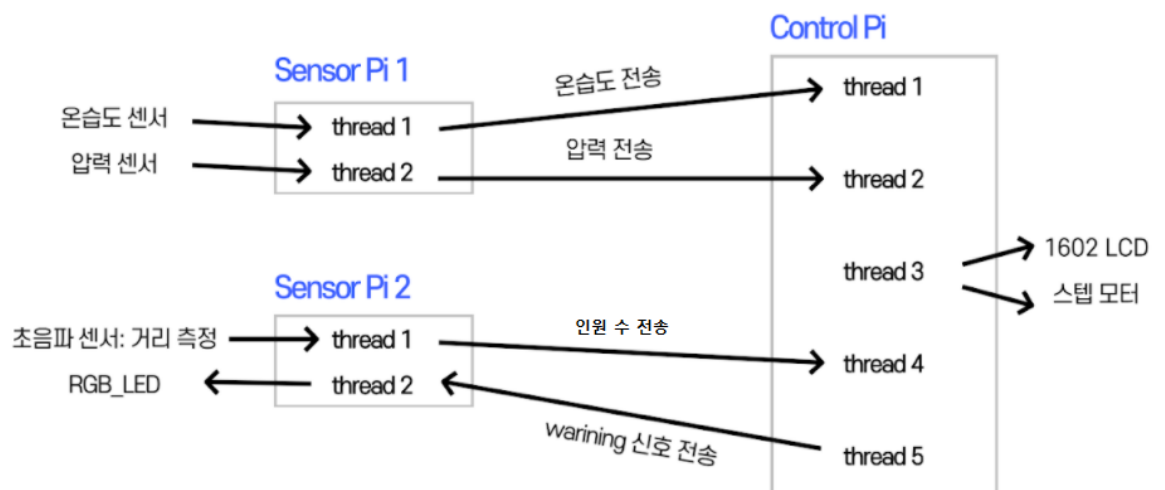 Control Pi
Sensor Pi 1
온습도 전송
thread 1
온습도 센서
thread 1
압력 전송
압력 센서
thread 2
thread 2
1602 LCD
thread 3
스텝 모터
Sensor Pi 2
인원 수 전송
초음파 센서: 거리 측정
thread 1
thread 4
RGB_LED
thread 2
warining 신호 전송
thread 5